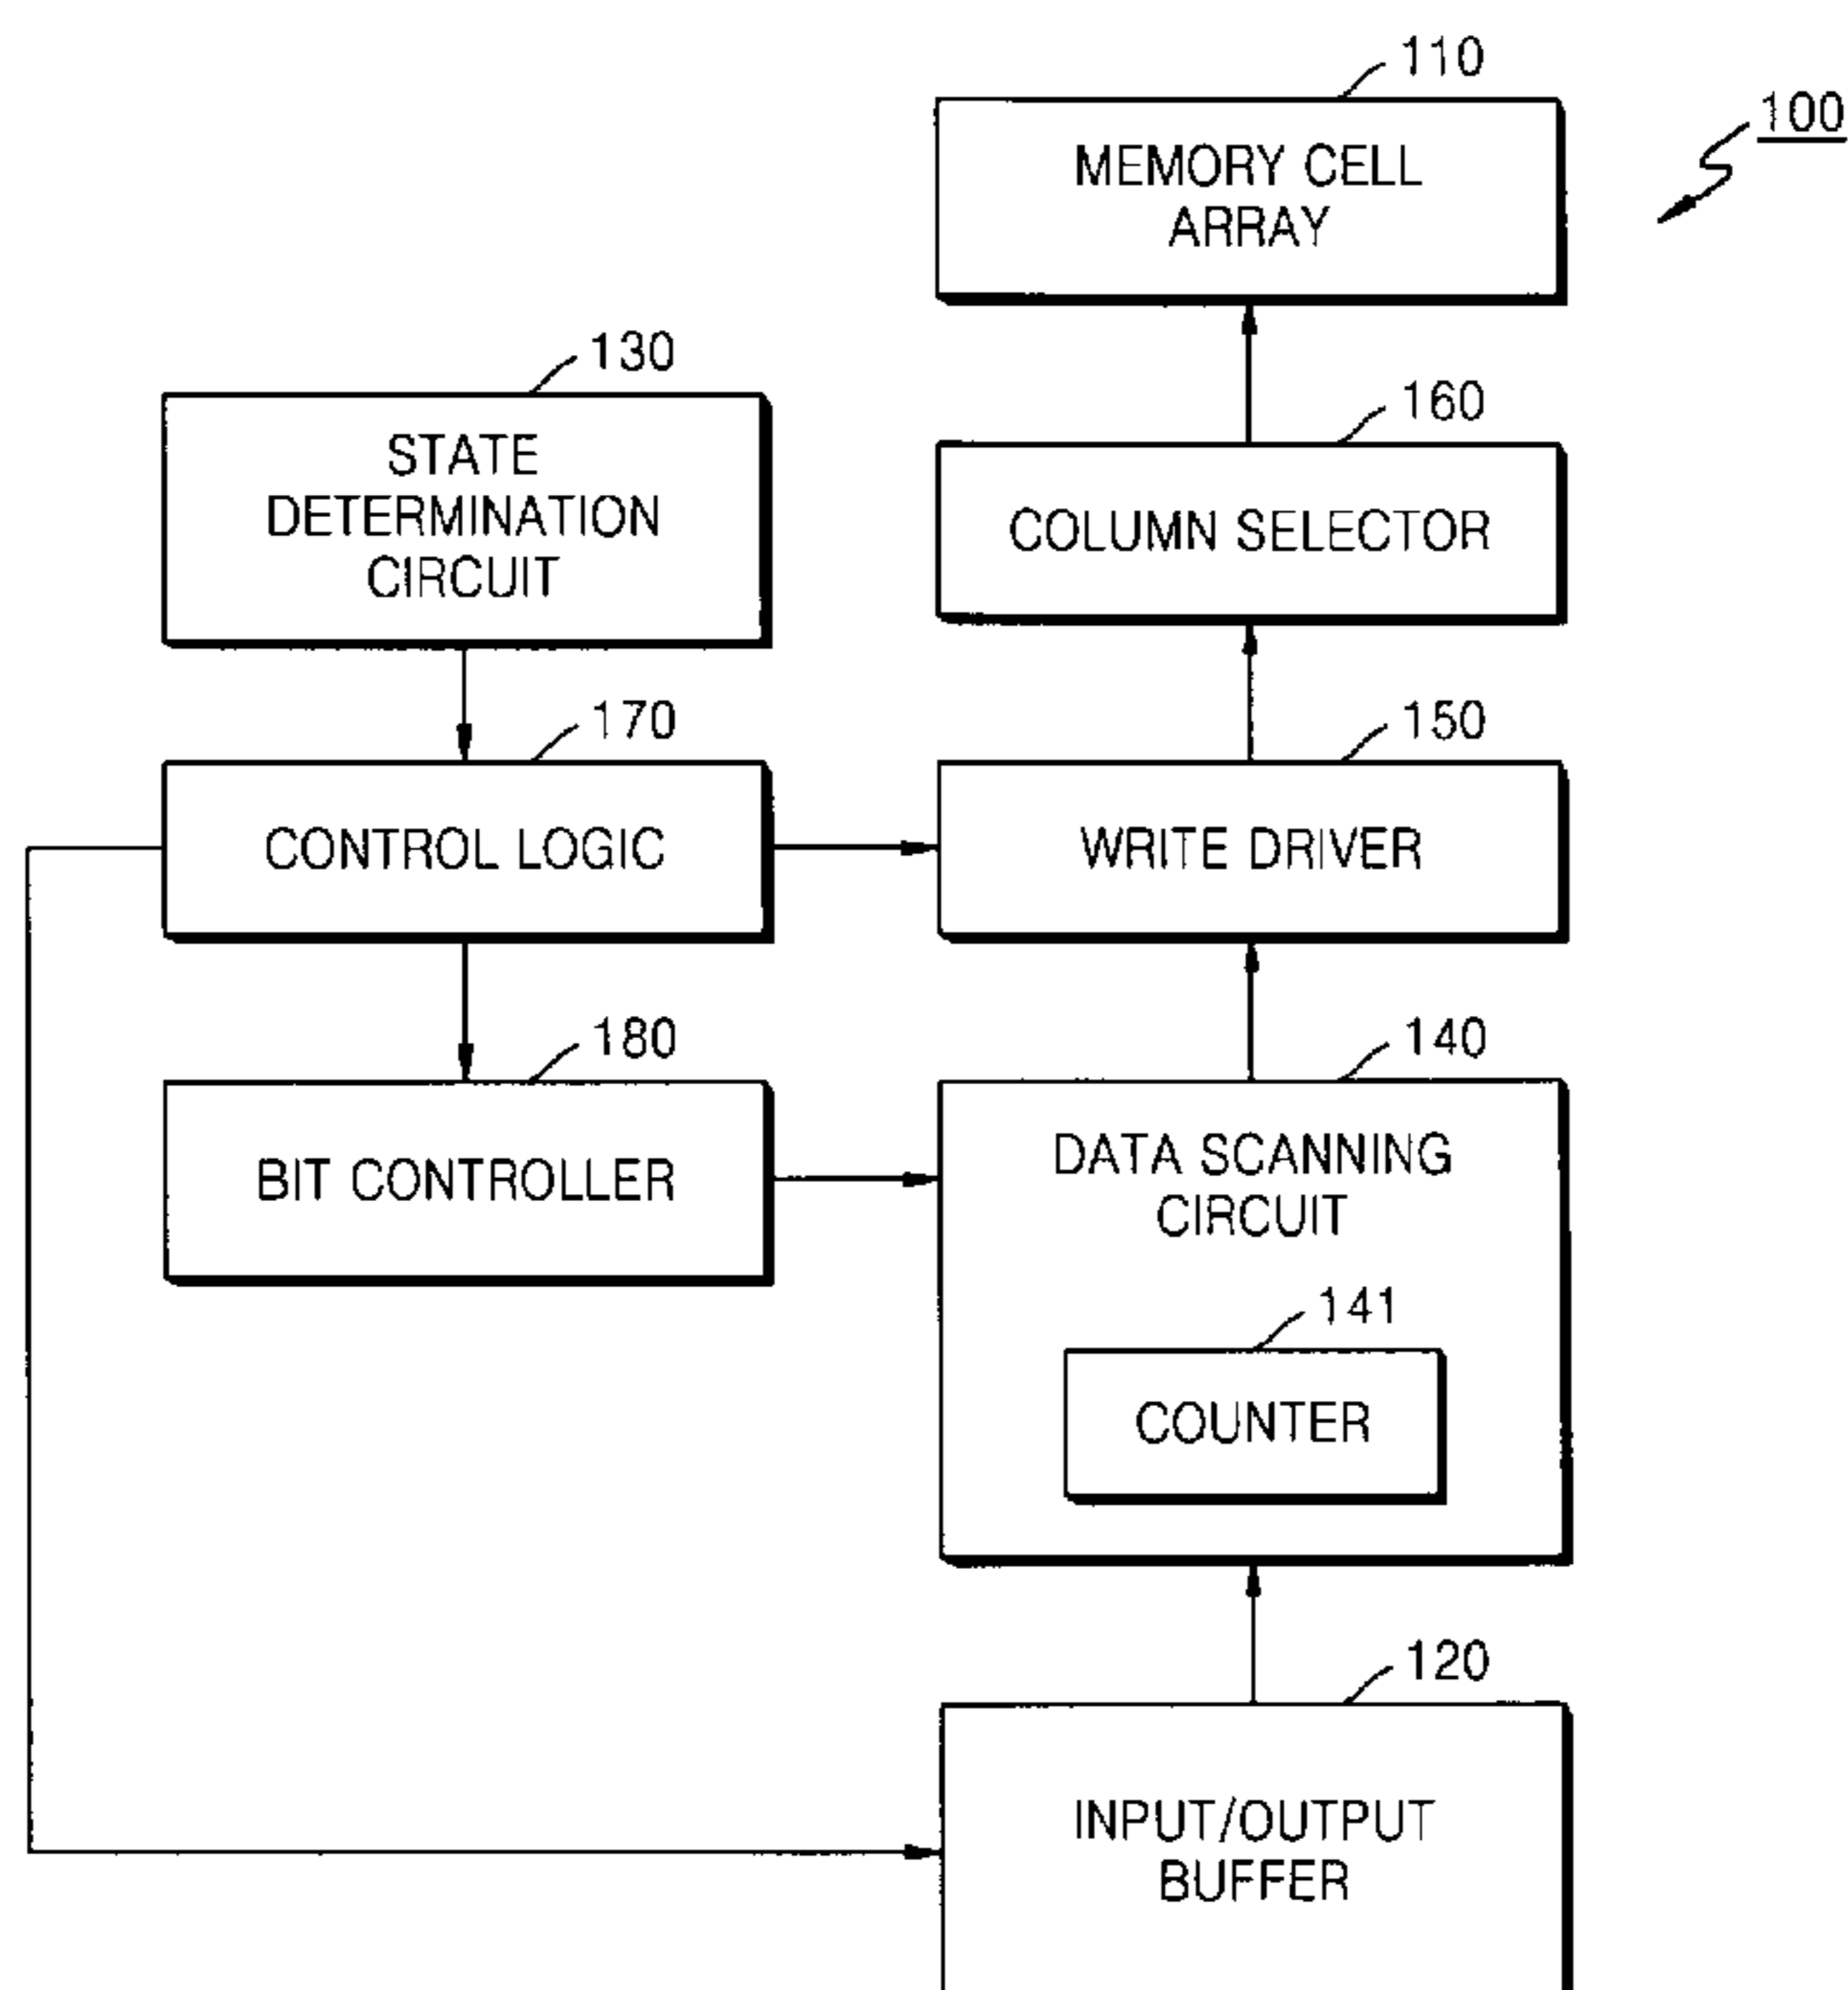 110
100
MEMORY CELL
ARRAY
130
STATE
DETERMINATION
CIRCUIT
160
COLUMN SELECTOR
170
CONTROL LOGIC
150
WRITE DRIVER
180
BIT CONTROLLER
140
DATA SCANNING
CIRCUIT
141
COUNTER
120
INPUT/OUTPUT
BUFFER